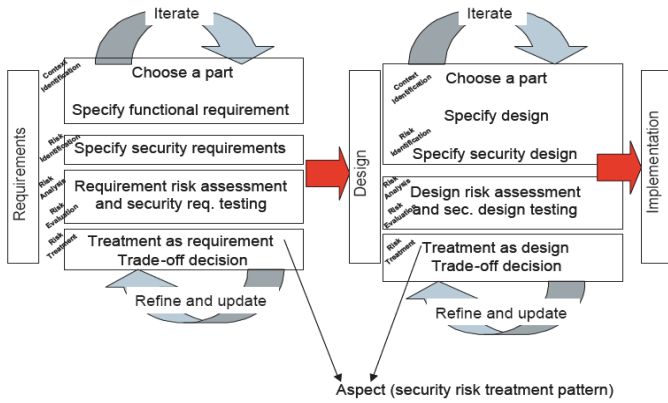 Iterate
Requirements
Context
Identification
Choose a part
Specify functional requirement
Risk
Identification
Specify security requirements
Risk
Analysis
Requirement risk assessment
and security req. testing
Risk
Evaluation
Risk
Treatment
Treatment as requirement
Trade-off decision
Refine and update
Iterate
Design
Context
Identification
Choose a part
Specify design
Risk
Identification
Specify security design
Risk
Analysis
Design risk assessment
and sec. design testing
Risk
Evaluation
Risk
Treatment
Treatment as design
Trade-off decision
Refine and update
Implementation
Aspect (security risk treatment pattern)